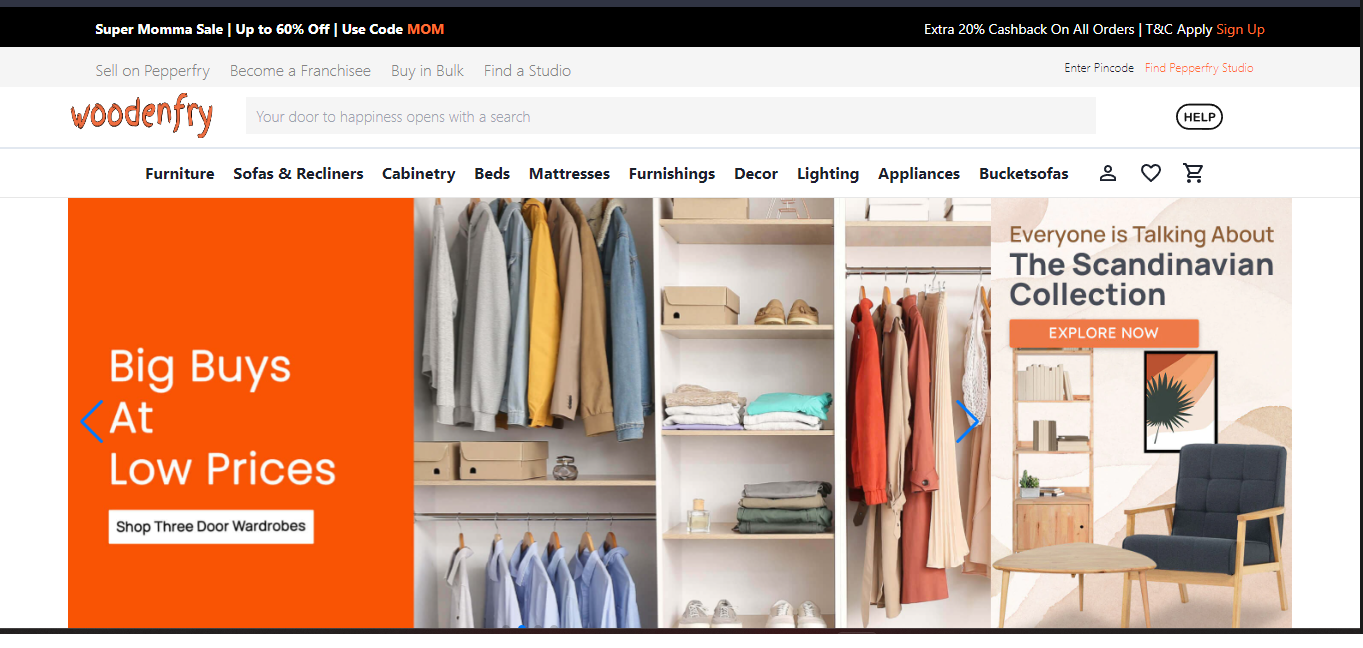 Super Momma Sale | Up to 60% Off | Use Code MOM
Extra 20% Cashback On All Orders | T&C Apply Sign Up
Sell on Pepperfry Become a Franchisee Buy in Bulk Find a Studio
Enter Pincode Find Pepperfry Studio
woodenfry
Your door to happiness opens with a search
HELP
Furniture Sofas & Recliners Cabinetry Beds Mattresses Furnishings Decor Lighting Appliances Bucketsofas
Big Buys
At
Low Prices
Shop Three Door Wardrobes
Everyone is Talking About
The Scandinavian
Collection
EXPLORE NOW